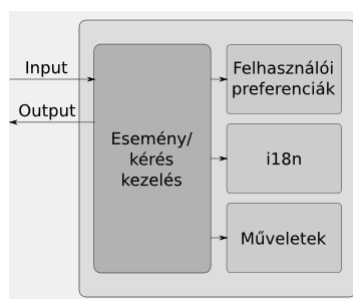 Input
Output
Esemény/
kérés
kezelés
Felhasználói
preferenciák
i18n
Műveletek